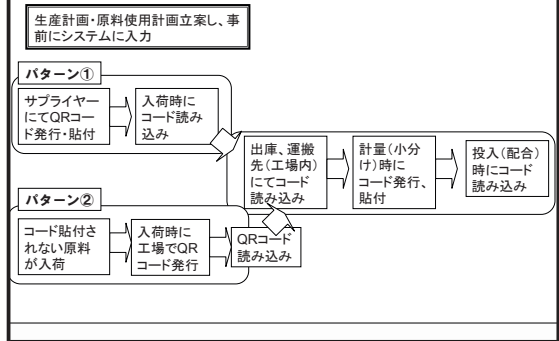 生産計画・原料使用計画立案し、事
前にシステムに入力
パターン①
サプライヤー
にてQRコー
ド発行・貼付
入荷時に
コード読み
込み
出庫、運搬
先(工場内)
にてコード
読み込み
計量(小分
け)時に
コード発行、
貼付
投入(配合)
時にコード
読み込み
パターン②
コード貼付さ
れない原料
が入荷
入荷時に
工場でQR
コード発行
QRコード
読み込み